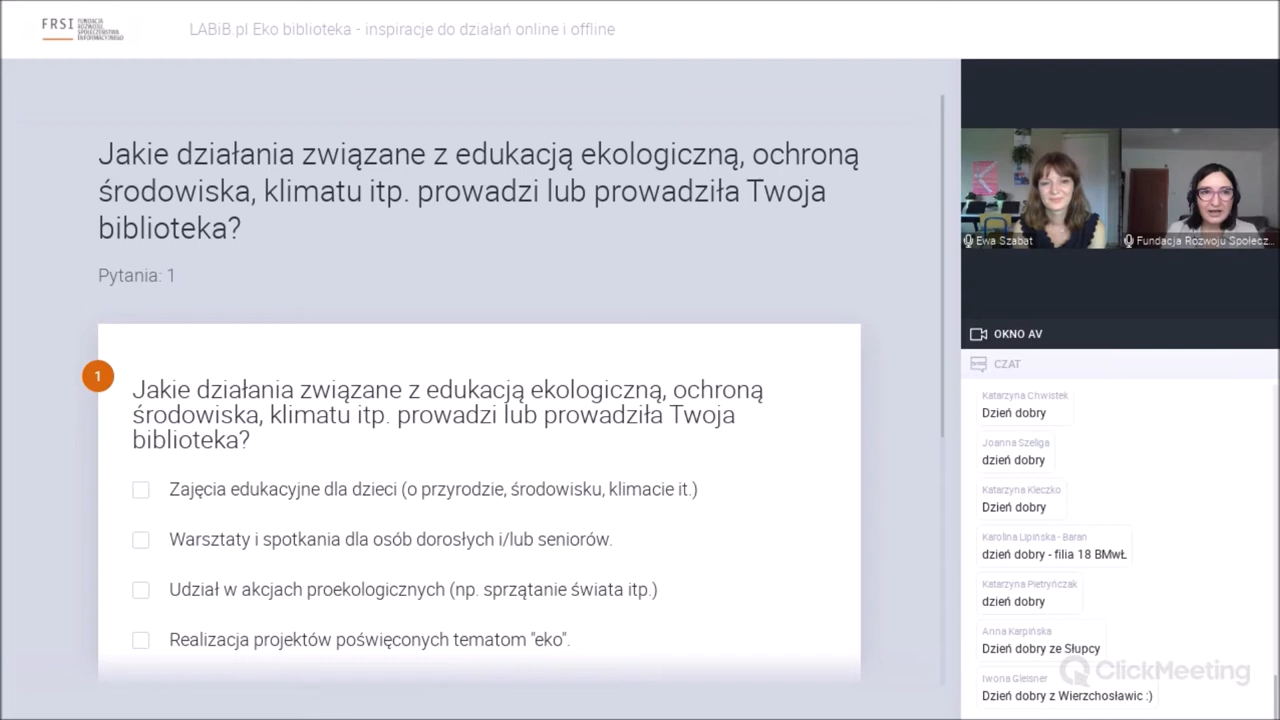 FRSI FUNDACJA
ROZWOJU
SPOŁECZEŃSTWA
INFORMACYJNEGO
LABiB.pl Eko biblioteka - inspiracje do działań online i offline
Jakie działania związane z edukacją ekologiczną, ochroną
środowiska, klimatu itp. prowadzi lub prowadziła Twoja
biblioteka?
Pytania: 1
1
Jakie działania związane z edukacją ekologiczną, ochroną
środowiska, klimatu itp. prowadzi lub prowadziła Twoja
biblioteka?
Zajęcia edukacyjne dla dzieci (o przyrodzie, środowisku, klimacie it.)
Warsztaty i spotkania dla osób dorosłych i/lub seniorów.
Udział w akcjach proekologicznych (np. sprzątanie świata itp.)
Realizacja projektów poświęconych tematom "eko".
Ewa Szabat
Fundacja Rozwoju Społecz...
OKNO AV
CZAT
Katarzyna Chwistek
Dzień dobry
Joanna Szeliga
dzień dobry
Katarzyna Kleczko
Dzień dobry
Karolina Lipińska - Baran
dzień dobry - filia 18 BMwŁ
Katarzyna Pietryńczak
dzień dobry
Anna Karpińska
Dzień dobry ze Słupcy
Iwona Gleisner
Dzień dobry z Wierzchosławic :)
ClickMeeting